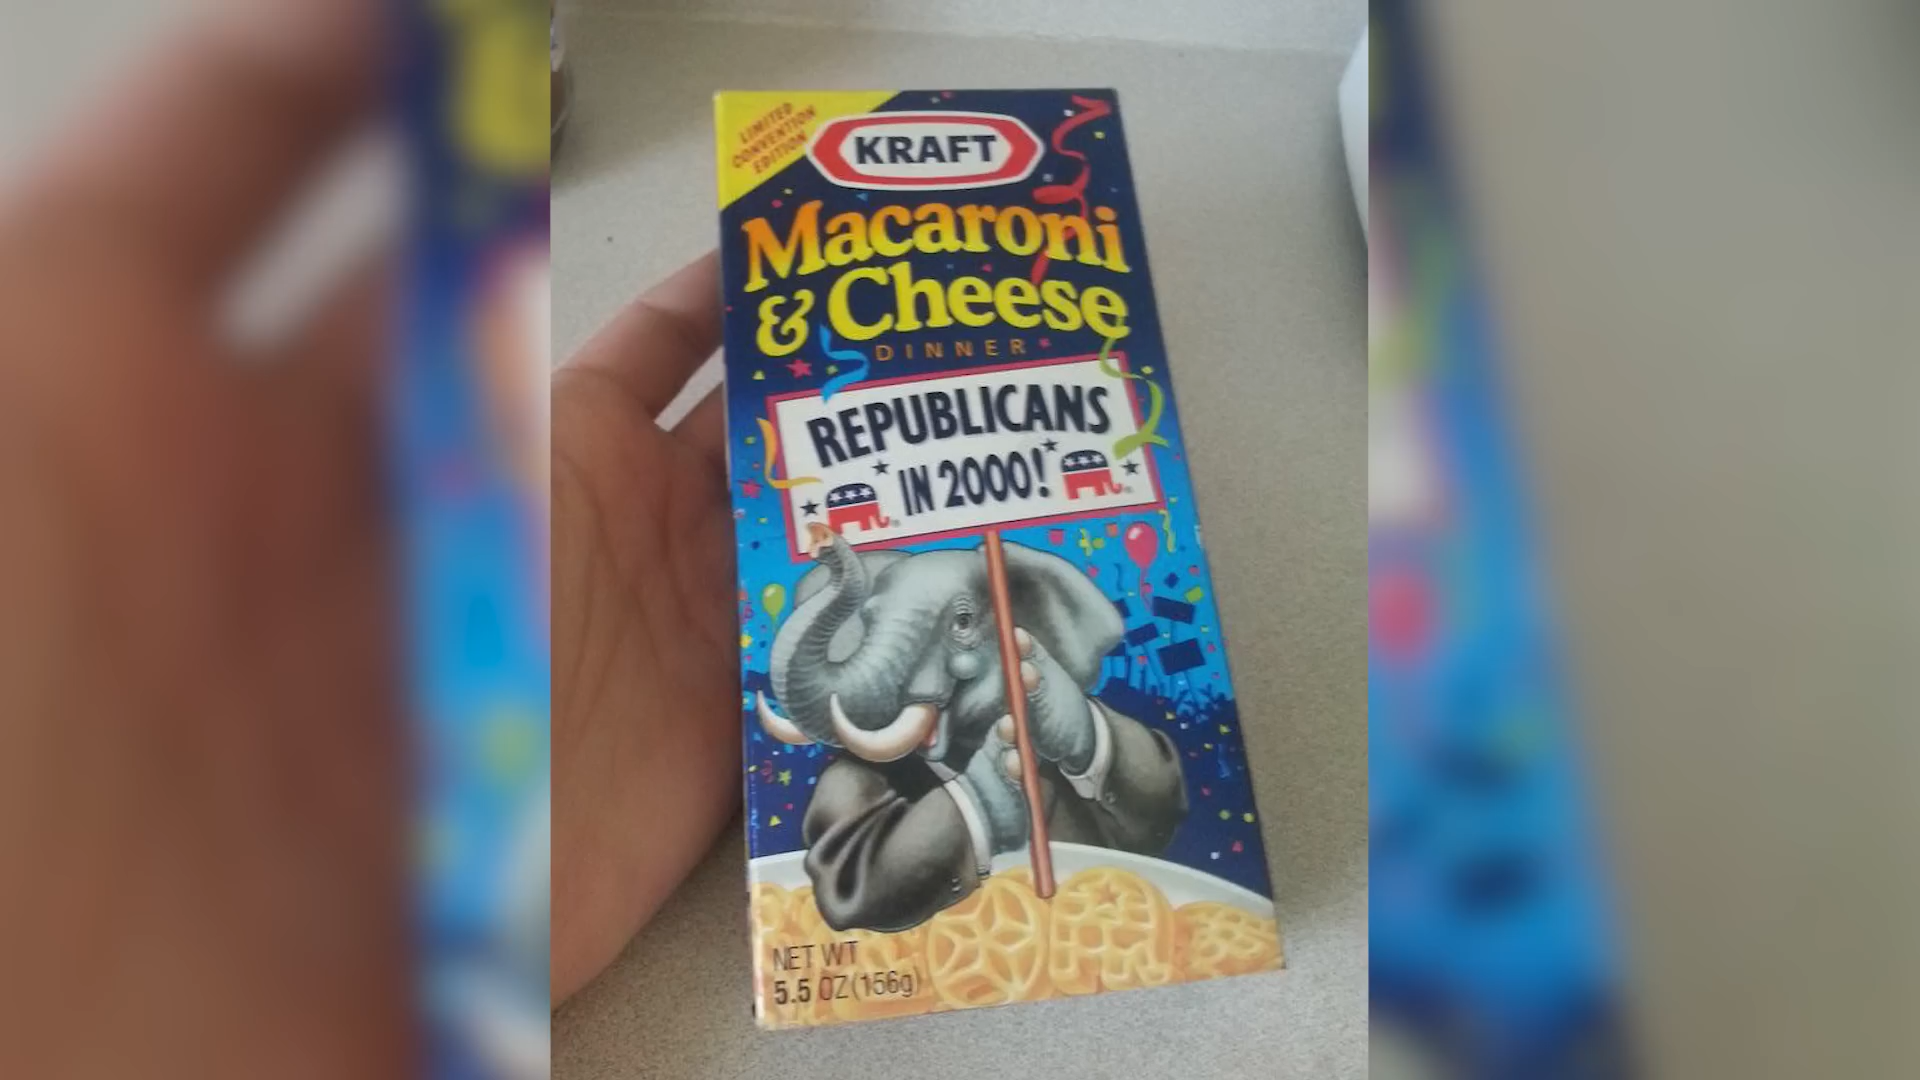 LIMITED
CONVENTION
EDITION
KRAFT
Macaroni
& Cheese
DINNER
REPUBLICANS
IN 2000!
NET WT
5.5 OZ (156g)